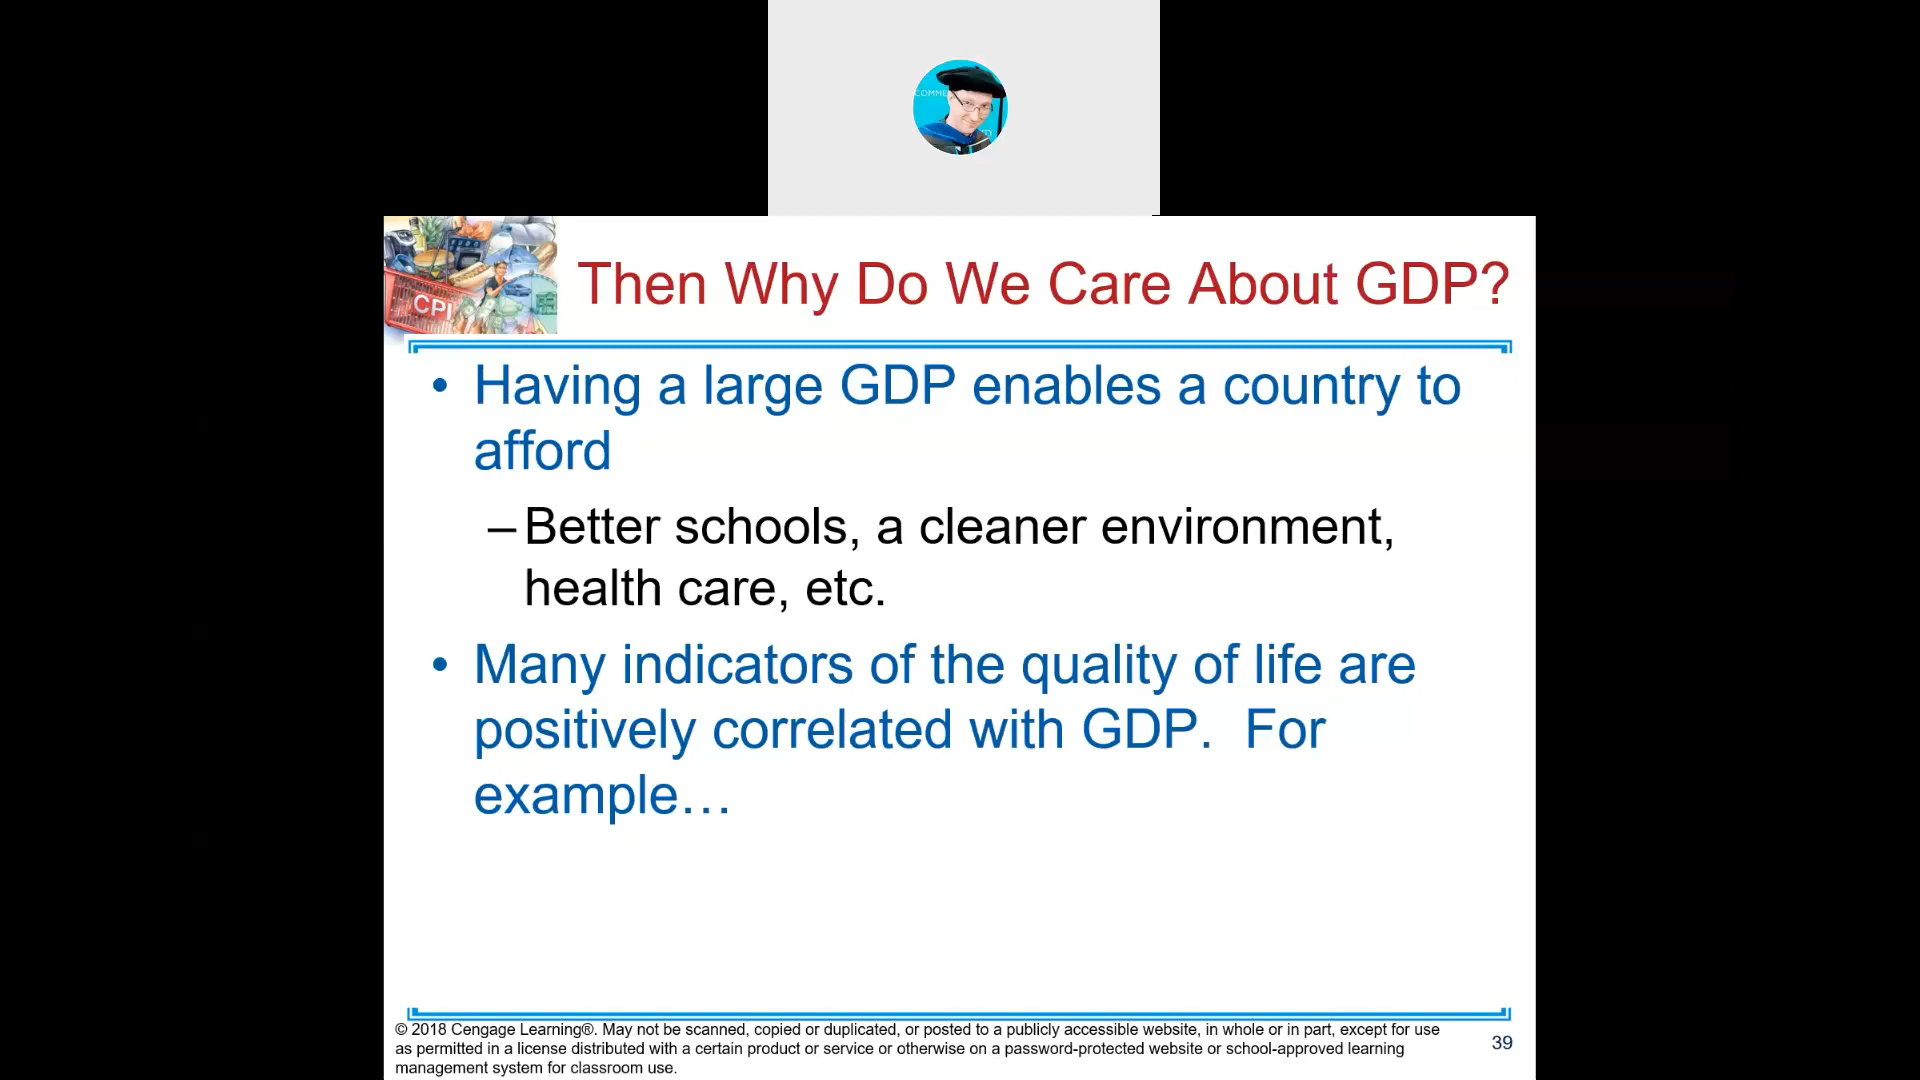 COMME
CPI
Then Why Do We Care About GDP?
• Having a large GDP enables a country to
afford
– Better schools, a cleaner environment,
health care, etc.
• Many indicators of the quality of life are
positively correlated with GDP.  For
example…
© 2018 Cengage Learning®. May not be scanned, copied or duplicated, or posted to a publicly accessible website, in whole or in part, except for use
as permitted in a license distributed with a certain product or service or otherwise on a password-protected website or school-approved learning
management system for classroom use.
39